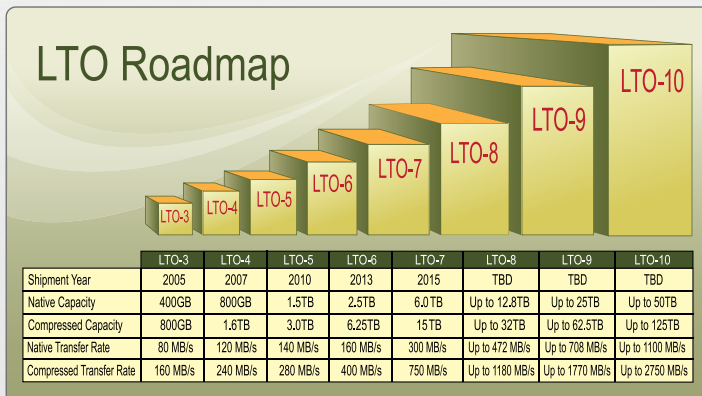 LTO Roadmap
LTO-3
LTO-4
LTO-5
LTO-6
LTO-7
LTO-8
LTO-9
LTO-10
LTO-3 LTO-4 LTO-5 LTO-6 LTO-7 LTO-8 LTO-9 LTO-10
Shipment Year 2005 2007 2010 2013 2015 TBD TBD TBD
Native Capacity 400GB 800GB 1.5TB 2.5TB 6.0TB Up to 12.8TB Up to 25TB Up to 50TB
Compressed Capacity 800GB 1.6TB 3.0TB 6.25TB 15TB Up to 32TB Up to 62.5TB Up to 125TB
Native Transfer Rate 80 MB/s 120 MB/s 140 MB/s 160 MB/s 300 MB/s Up to 472 MB/s Up to 708 MB/s Up to 1100 MB/s
Compressed Transfer Rate 160 MB/s 240 MB/s 280 MB/s 400 MB/s 750 MB/s Up to 1180 MB/s Up to 1770 MB/s Up to 2750 MB/s